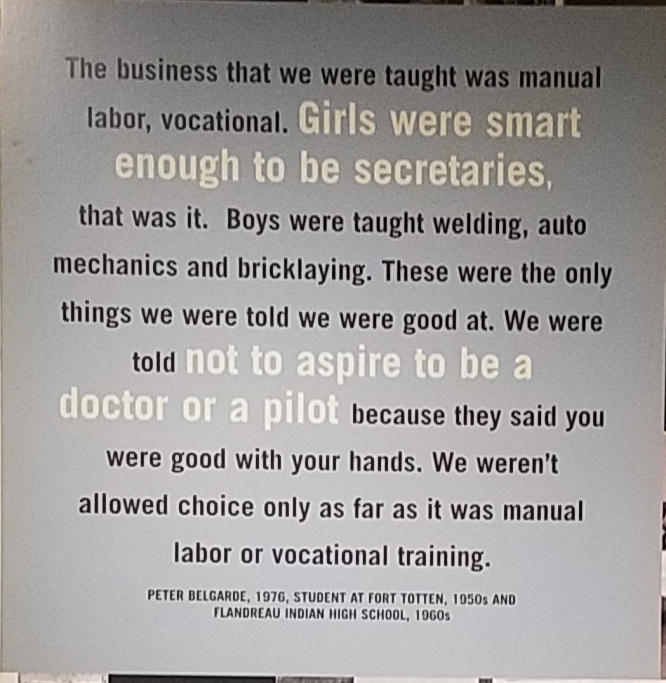 The business that we were taught was manual
labor, vocational. Girls were smart
enough to be secretaries,
that was it. Boys were taught welding, auto
mechanics and bricklaying. These were the only
things we were told we were good at. We were
told not to aspire to be a
doctor or a pilot because they said you
were good with your hands. We weren't
allowed choice only as far as it was manual
labor or vocational training.
PETER BELGARDE, 1976, STUDENT AT FORT TOTTEN, 1950s AND
FLANDREAU INDIAN HIGH SCHOOL, 1960s